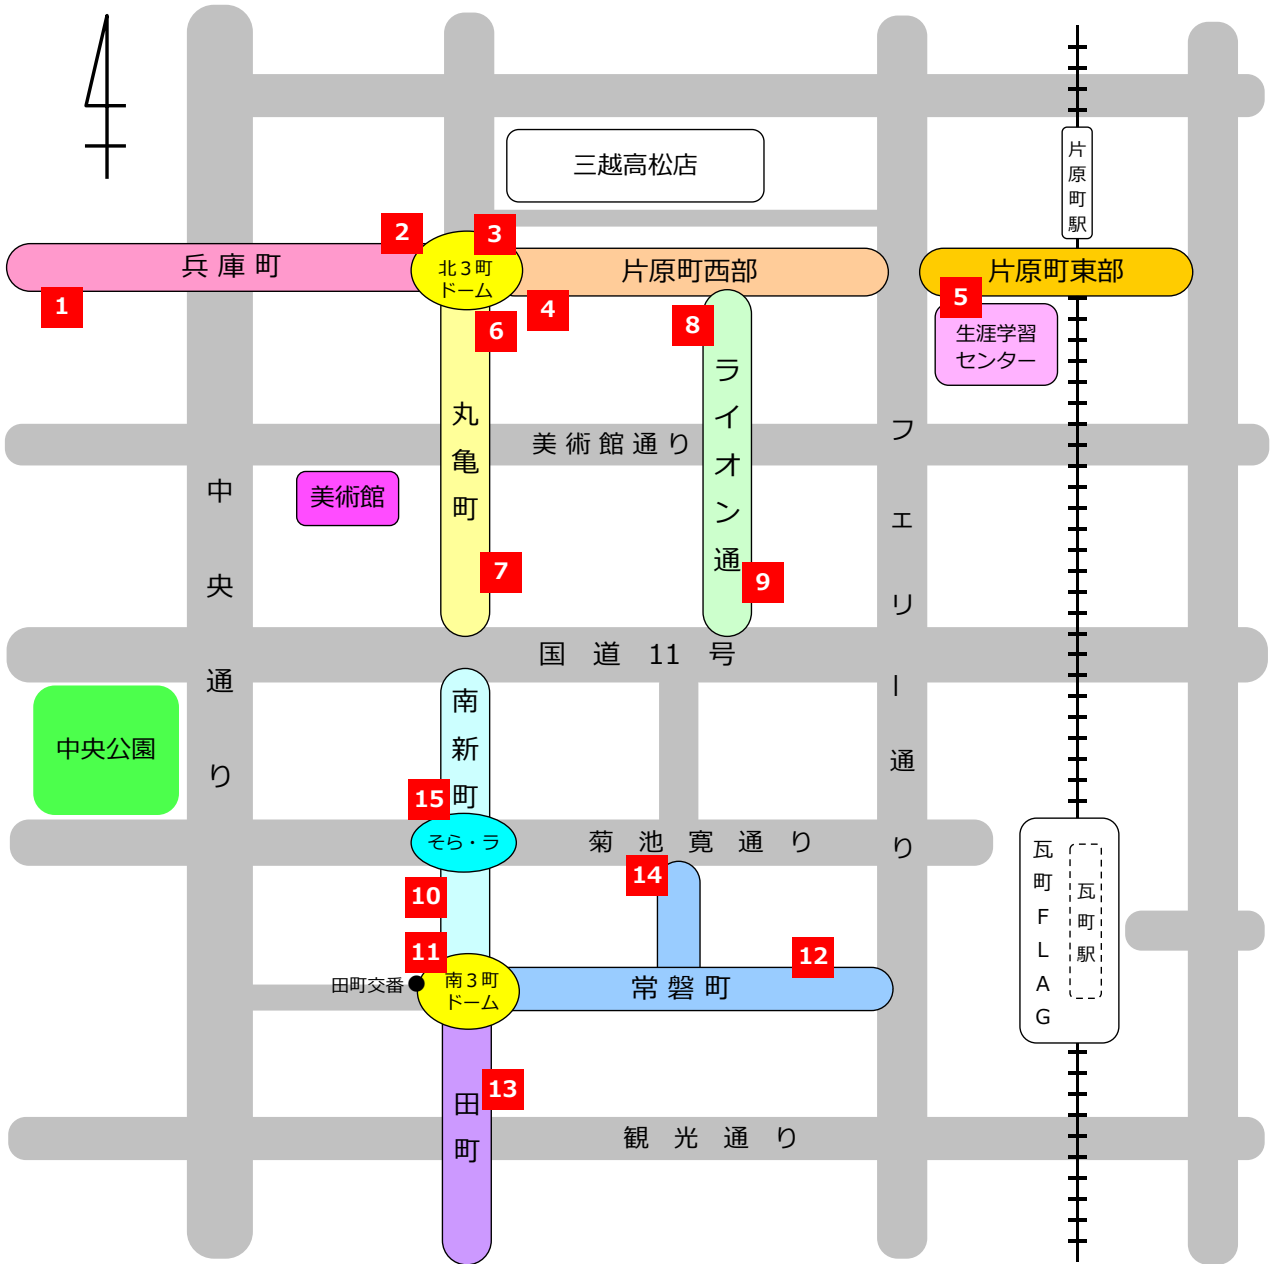 三越高松店
片原町駅
2
3
兵庫町
北3町
ドーム
片原町西部
片原町東部
1
4
5
6
8
生涯学習
センター
丸亀町
ライオン通
美術館通り
フェリー通り
中央通り
美術館
7
9
国道11号
南新町
中央公園
15
そら・ラ
菊池寛通り
瓦町FLAG
瓦町駅
14
10
11
12
田町交番
南3町
ドーム
常磐町
13
田町
観光通り